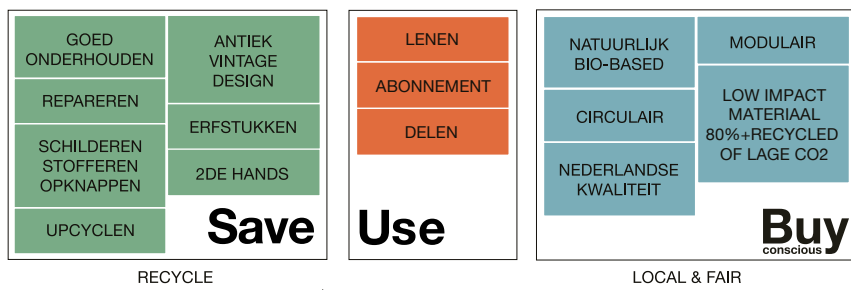 GOED
ONDERHOUDEN
REPAREREN
SCHILDEREN
STOFFEREN
OPKNAPPEN
UPCYCLEN
ANTIEK
VINTAGE
DESIGN
ERFSTUKKEN
2DE HANDS
Save
RECYCLE
LENEN
ABONNEMENT
DELEN
Use
NATUURLIJK
BIO-BASED
CIRCULAIR
NEDERLANDSE
KWALITEIT
MODULAIR
LOW IMPACT
MATERIAAL
80%+RECYCLED
OF LAGE CO2
Buy
conscious
LOCAL & FAIR